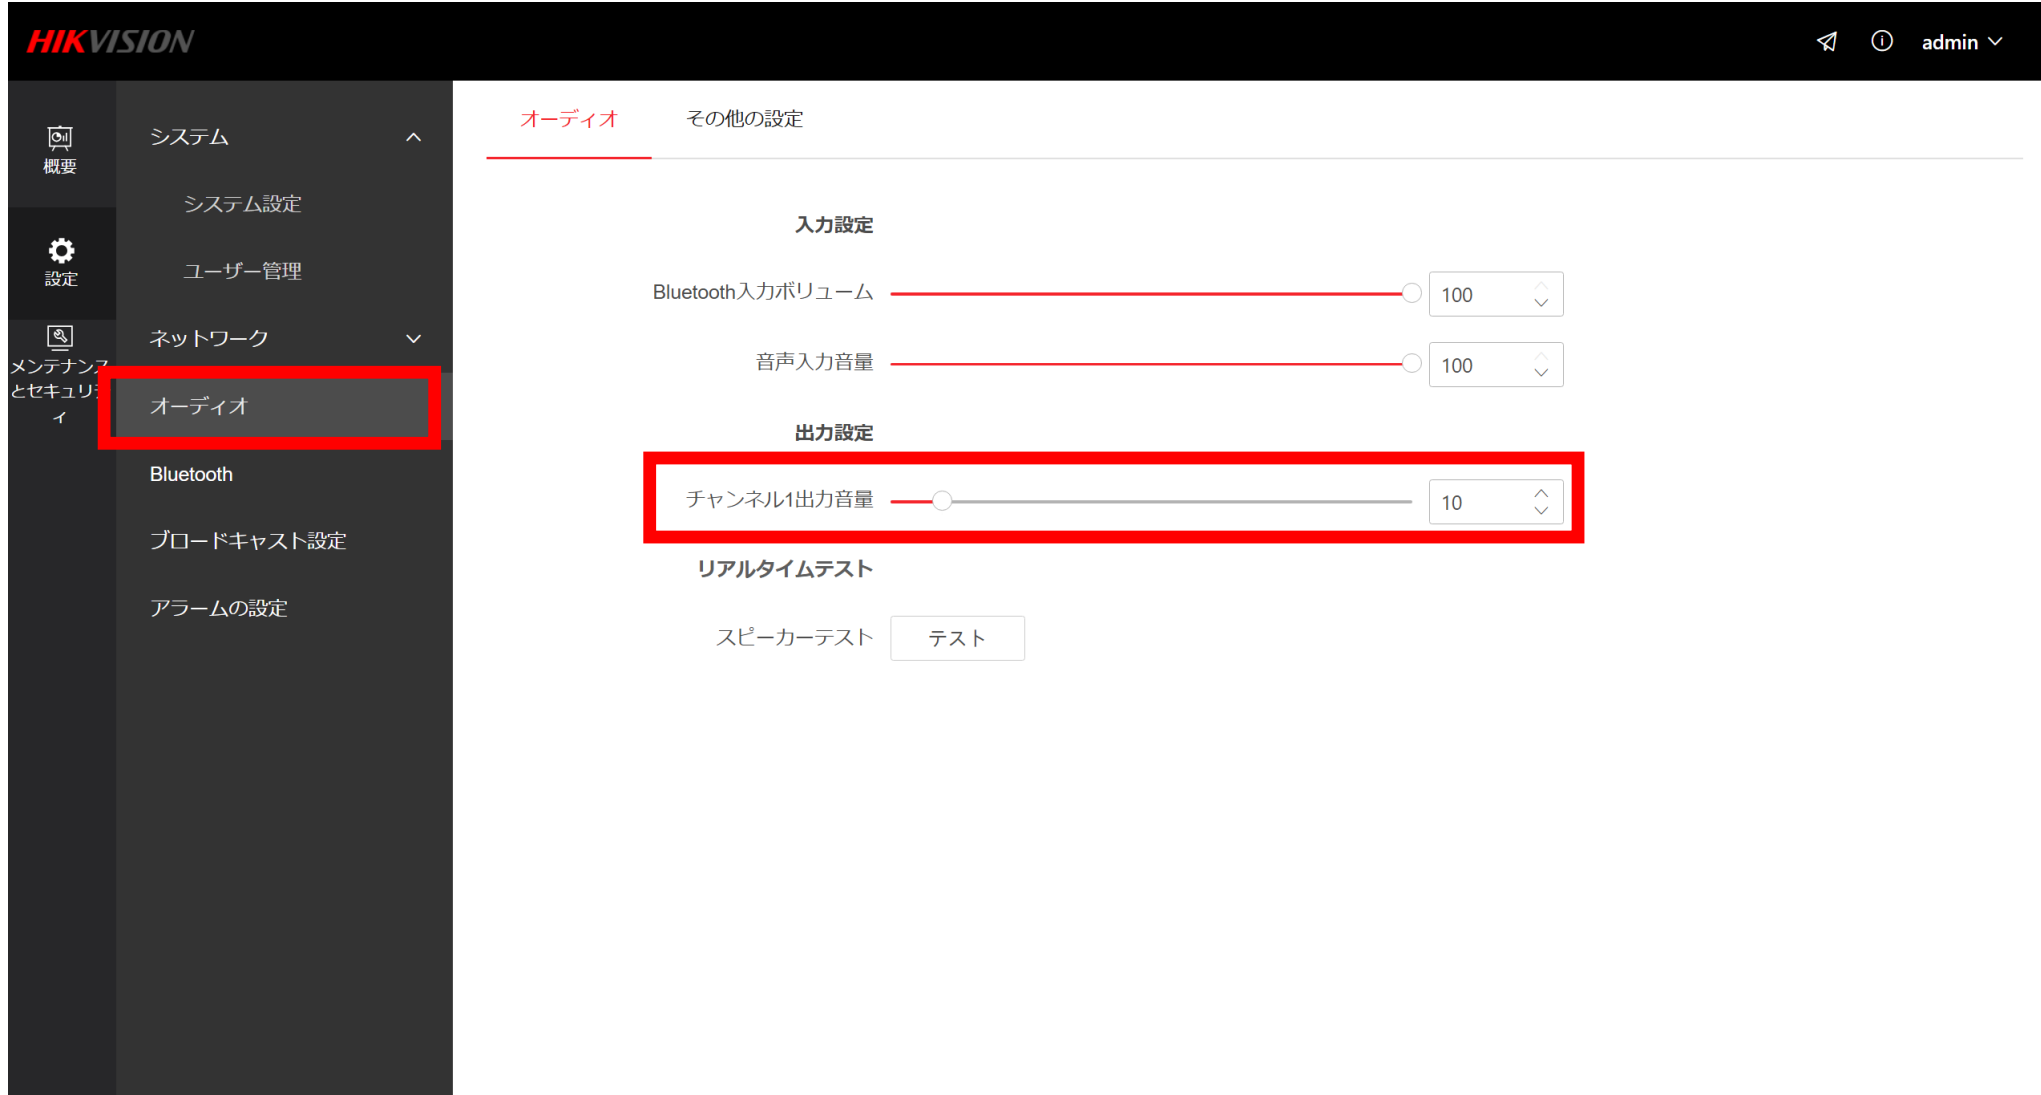 HIKVISION
admin
概要
設定
メンテナンス
とセキュリテ
ィ
システム
システム設定
ユーザー管理
ネットワーク
オーディオ
Bluetooth
ブロードキャスト設定
アラームの設定
オーディオ その他の設定
入力設定
Bluetooth入力ボリューム 100
音声入力音量 100
出力設定
チャンネル1出力音量 10
リアルタイムテスト
スピーカーテスト テスト